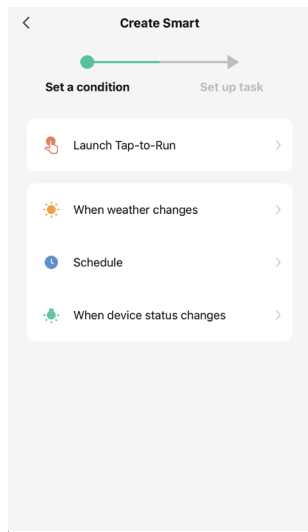 Create Smart
Set a condition
Set up task
Launch Tap-to-Run
When weather changes
Schedule
When device status changes